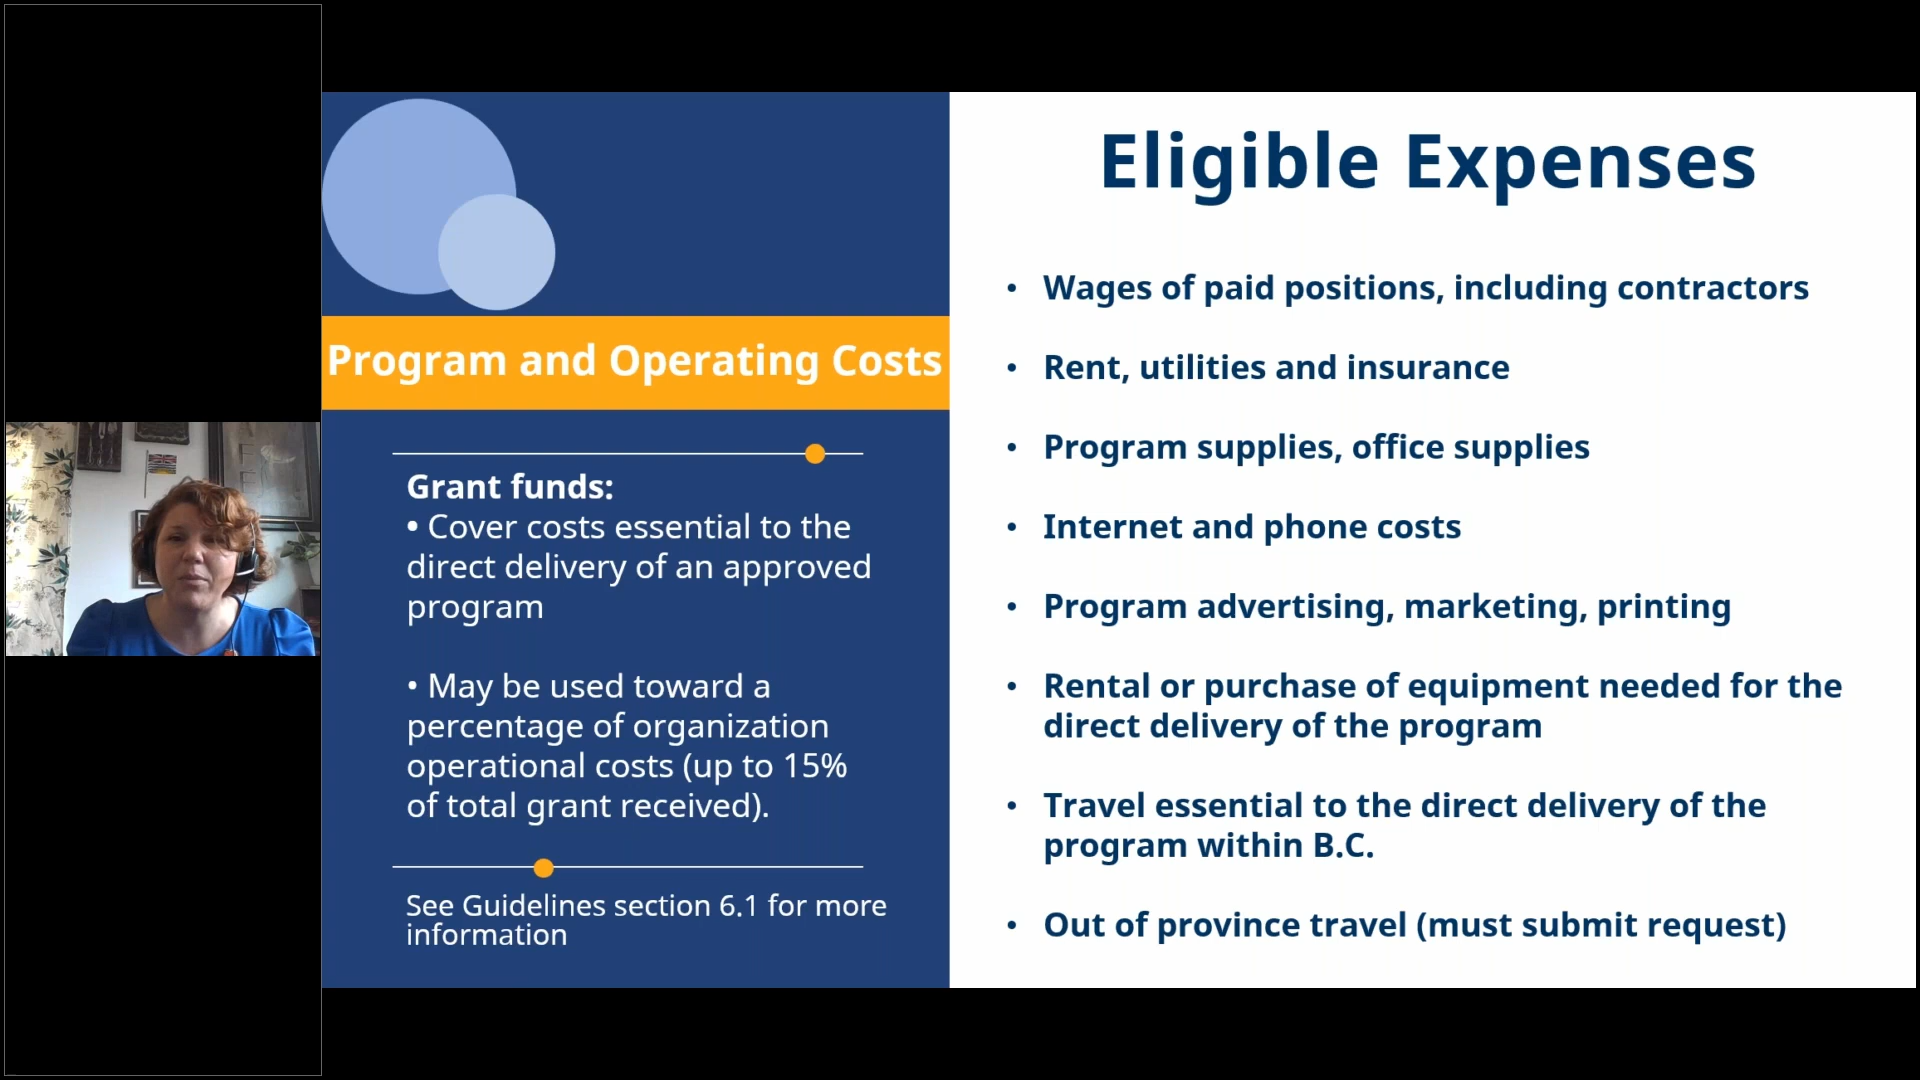 Program and Operating Costs
Grant funds:
• Cover costs essential to the
direct delivery of an approved
program
• May be used toward a
percentage of organization
operational costs (up to 15%
of total grant received).
See Guidelines section 6.1 for more
information
Eligible Expenses
• Wages of paid positions, including contractors
• Rent, utilities and insurance
• Program supplies, office supplies
• Internet and phone costs
• Program advertising, marketing, printing
• Rental or purchase of equipment needed for the
direct delivery of the program
• Travel essential to the direct delivery of the
program within B.C.
• Out of province travel (must submit request)